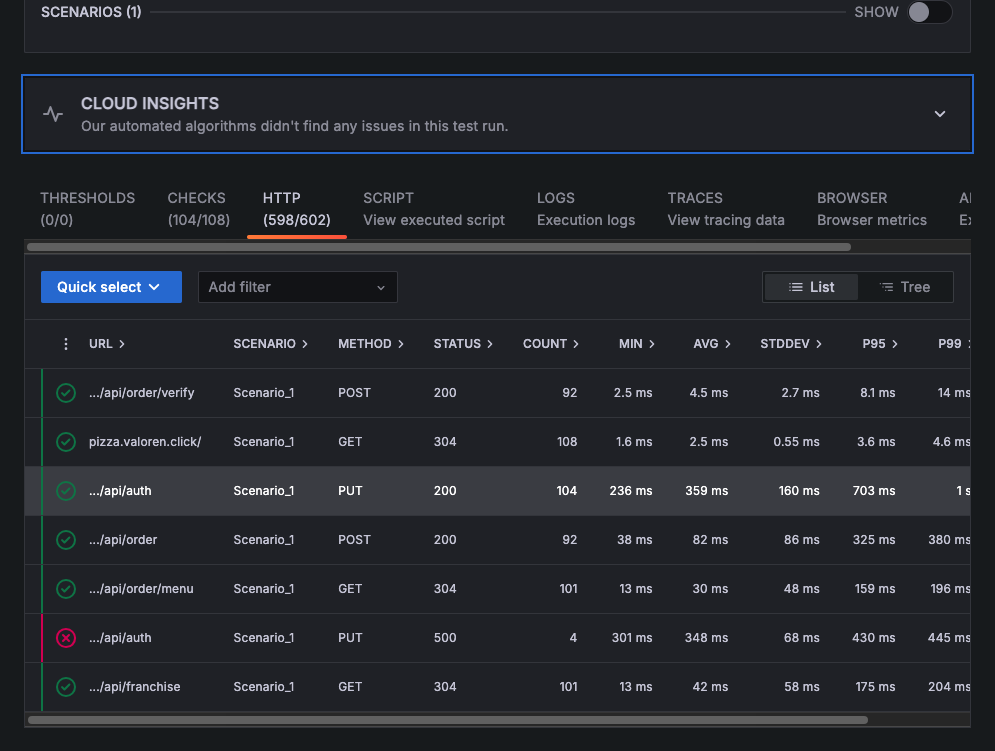 SCENARIOS (1) SHOW
CLOUD INSIGHTS
Our automated algorithms didn't find any issues in this test run.
THRESHOLDS CHECKS HTTP SCRIPT LOGS TRACES BROWSER
(0/0) (104/108) (598/602) View executed script Execution logs View tracing data Browser metrics
Quick select Add filter List Tree
URL SCENARIO METHOD STATUS COUNT MIN AVG STDDEV P95 P99
.../api/order/verify Scenario_1 POST 200 92 2.5 ms 4.5 ms 2.7 ms 8.1 ms 14 ms
pizza.valoren.click/ Scenario_1 GET 304 108 1.6 ms 2.5 ms 0.55 ms 3.6 ms 4.6 ms
.../api/auth Scenario_1 PUT 200 104 236 ms 359 ms 160 ms 703 ms 1 s
.../api/order Scenario_1 POST 200 92 38 ms 82 ms 86 ms 325 ms 380 ms
.../api/order/menu Scenario_1 GET 304 101 13 ms 30 ms 48 ms 159 ms 196 ms
.../api/auth Scenario_1 PUT 500 4 301 ms 348 ms 68 ms 430 ms 445 ms
.../api/franchise Scenario_1 GET 304 101 13 ms 42 ms 58 ms 175 ms 204 ms